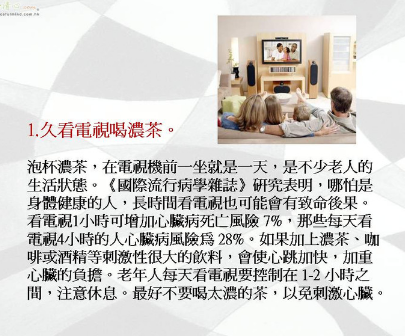 1.久看電視喝濃茶。
泡杯濃茶，在電視機前一坐就是一天，是不少老人的
生活狀態。《國際流行病學雜誌》研究表明，哪怕是
身體健康的人，長時間看電視也可能會有致命後果。
看電視1小時可增加心臟病死亡風險 7%，那些每天看
電視4小時的人心臟病風險爲 28%。如果加上濃茶、咖
啡或酒精等刺激性很大的飲料，會使心跳加快，加重
心臟的負擔。老年人每天看電視要控制在 1-2 小時之
間，注意休息。最好不要喝太濃的茶，以免刺激心臟。